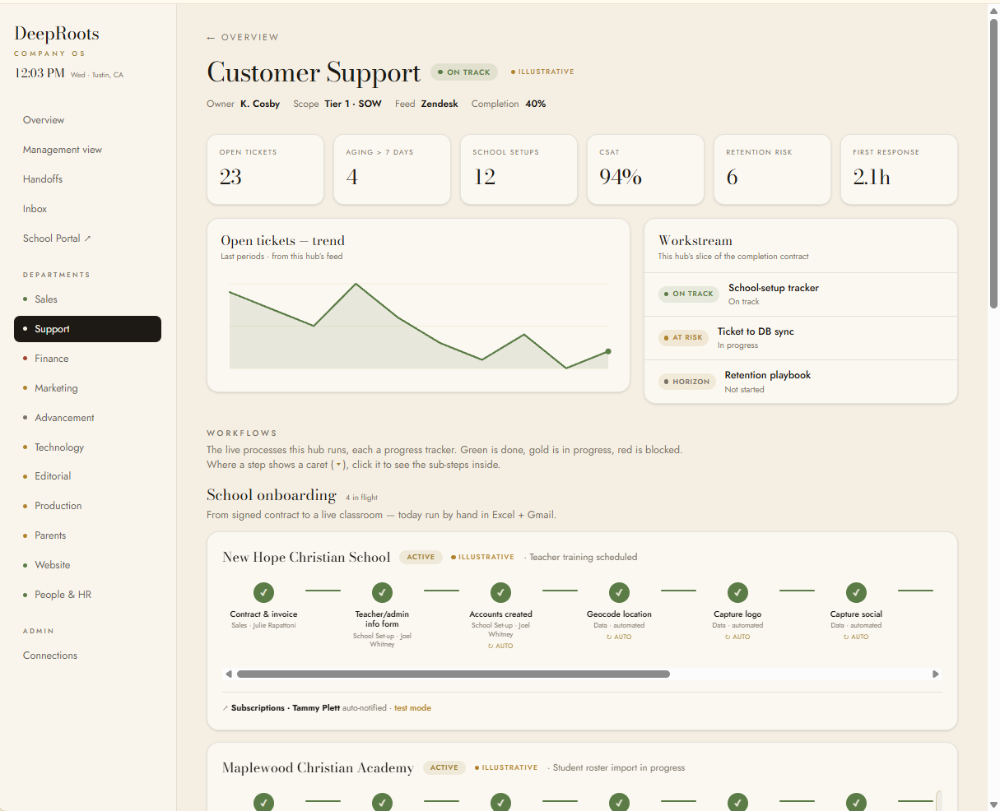 DeepRoots
COMPANY OS
12:03 PM Wed · Tustin, CA
Overview
Management view
Handoffs
Inbox
School Portal ↗
DEPARTMENTS
Sales
Support
Finance
Marketing
Advancement
Technology
Editorial
Production
Parents
Website
People & HR
ADMIN
Connections
← OVERVIEW
Customer Support ON TRACK ILLUSTRATIVE
Owner K. Cosby Scope Tier 1 · SOW Feed Zendesk Completion 40%
OPEN TICKETS
23
AGING > 7 DAYS
4
SCHOOL SETUPS
12
CSAT
94%
RETENTION RISK
6
FIRST RESPONSE
2.1h
Open tickets — trend
Last periods · from this hub's feed
Workstream
This hub's slice of the completion contract
ON TRACK School-setup tracker
On track
AT RISK Ticket to DB sync
In progress
HORIZON Retention playbook
Not started
WORKFLOWS
The live processes this hub runs, each a progress tracker. Green is done, gold is in progress, red is blocked.
Where a step shows a caret (▾), click it to see the sub-steps inside.
School onboarding 4 in flight
From signed contract to a live classroom — today run by hand in Excel + Gmail.
New Hope Christian School ACTIVE ILLUSTRATIVE · Teacher training scheduled
Contract & invoice
Sales · Julie Rapattoni
Teacher/admin
info form
School Set-up · Joel
Whitney
Accounts created
School Set-up · Joel
Whitney
↻ AUTO
Geocode location
Data · automated
↻ AUTO
Capture logo
Data · automated
↻ AUTO
Capture social
Data · automated
↻ AUTO
↗ Subscriptions · Tammy Plett auto-notified · test mode
Maplewood Christian Academy ACTIVE ILLUSTRATIVE · Student roster import in progress